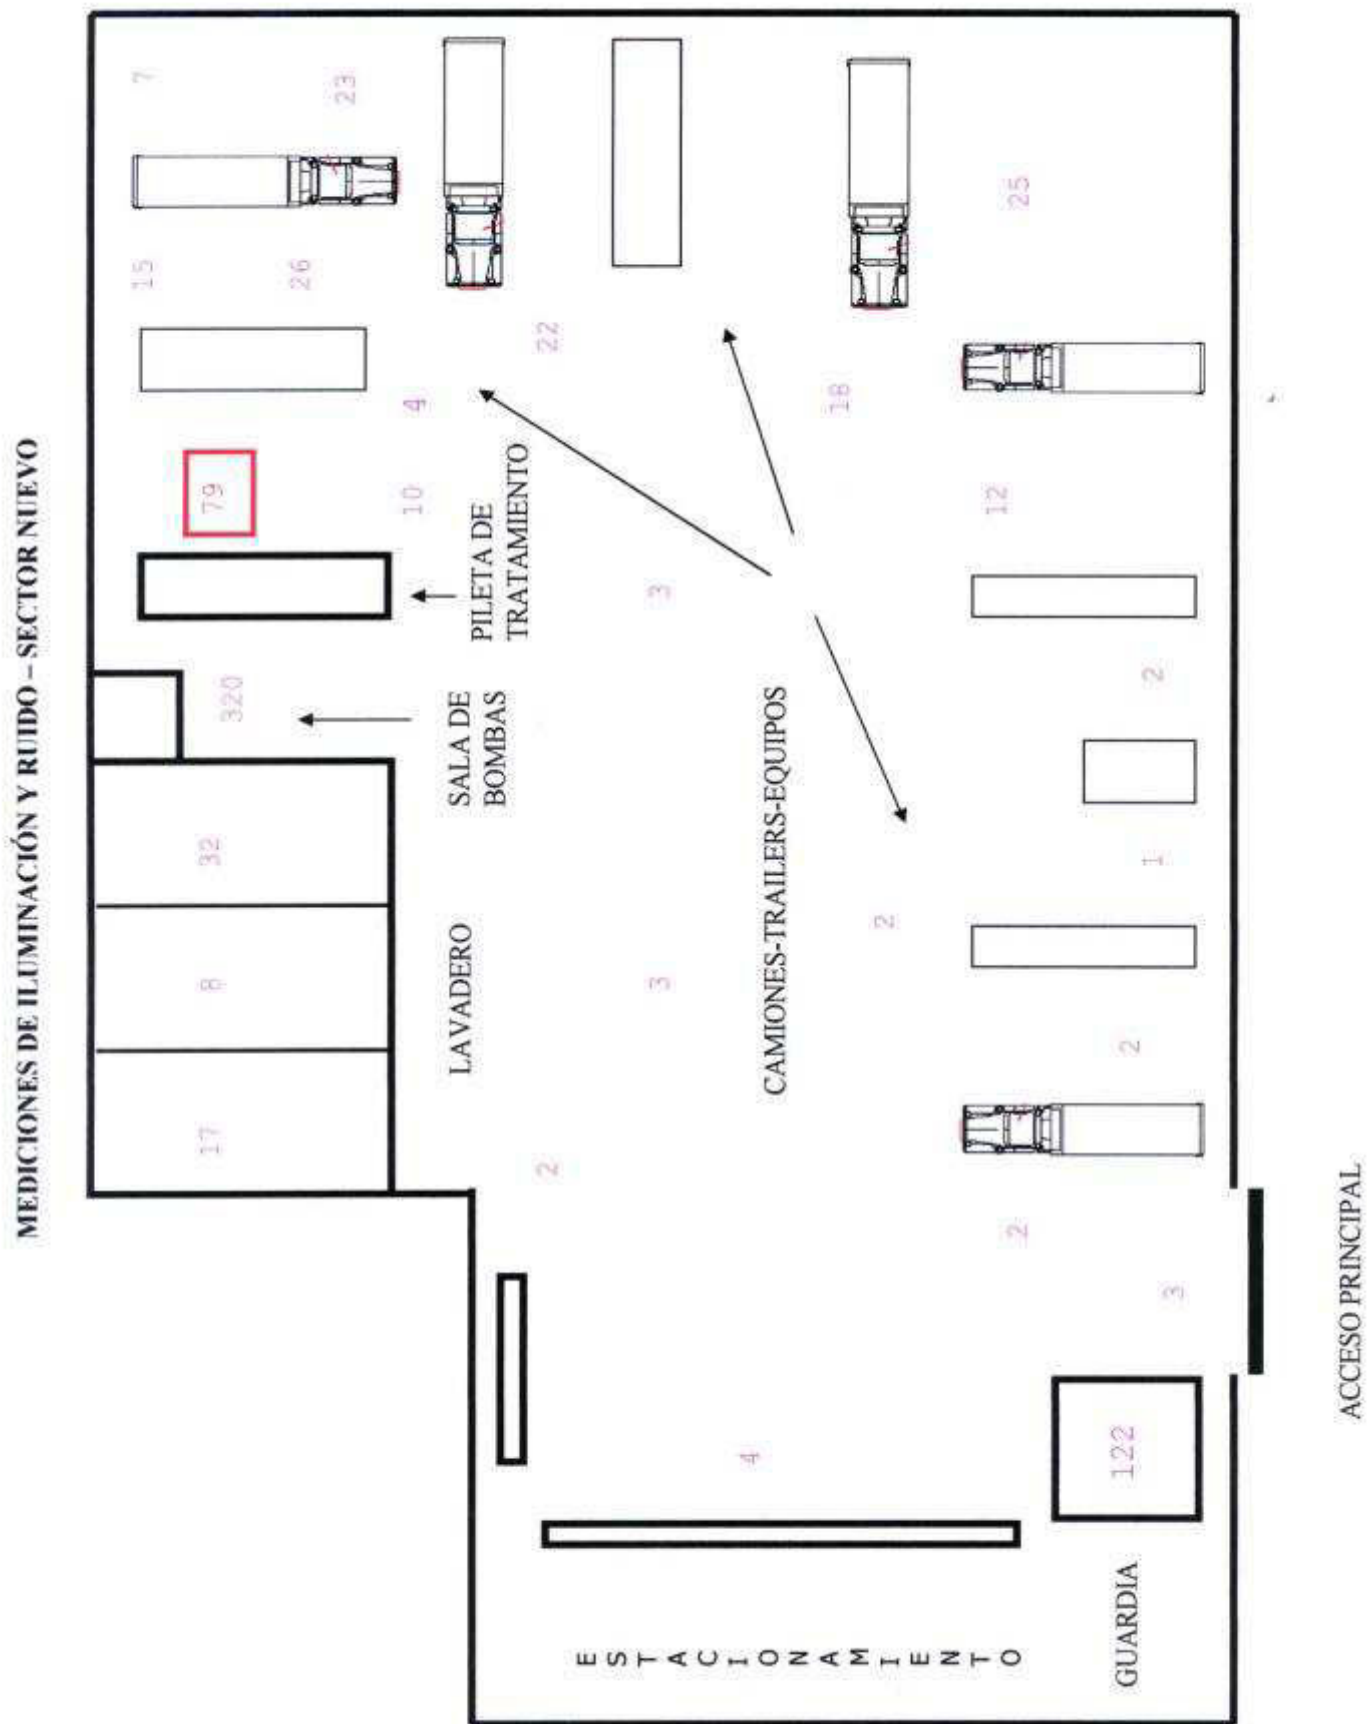 MEDICIONES DE ILUMINACIÓN Y RUIDO – SECTOR NUEVO
15
7
17
8
32
320
79
26
23
10
4
LAVADERO
SALA DE
BOMBAS
PILETA DE
TRATAMIENTO
2
22
ESTACIONAMIENTO
3
3
4
CAMIONES-TRAILERS-EQUIPOS
18
2
12
2
25
GUARDIA
122
2
1
2
3
ACCESO PRINCIPAL